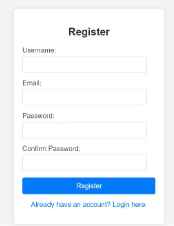 Register
Username:
Email:
Password:
Confirm Password:
Register
Already have an account? Login here.